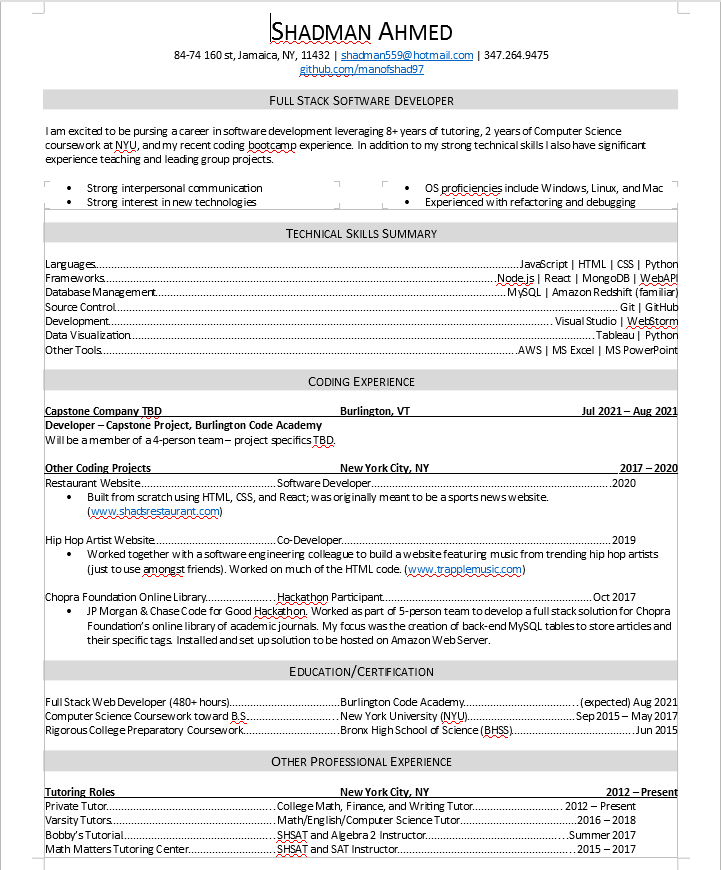 SHADMAN AHMED
84-74 160 st, Jamaica, NY, 11432 | shadman559@hotmail.com | 347.264.9475
github.com/manofshad97
FULL STACK SOFTWARE DEVELOPER
I am excited to be pursing a career in software development leveraging 8+ years of tutoring, 2 years of Computer Science
coursework at NYU, and my recent coding bootcamp experience. In addition to my strong technical skills I also have significant
experience teaching and leading group projects.
• Strong interpersonal communication
• Strong interest in new technologies
• OS proficiencies include Windows, Linux, and Mac
• Experienced with refactoring and debugging
TECHNICAL SKILLS SUMMARY
Languages JavaScript | HTML | CSS | Python
Frameworks Node.js | React | MongoDB | WebAPI
Database Management MySQL | Amazon Redshift (familiar)
Source Control Git | GitHub
Development Visual Studio | WebStorm
Data Visualization Tableau | Python
Other Tools AWS | MS Excel | MS PowerPoint
CODING EXPERIENCE
Capstone Company TBD Burlington, VT Jul 2021 – Aug 2021
Developer – Capstone Project, Burlington Code Academy
Will be a member of a 4-person team – project specifics TBD.
Other Coding Projects New York City, NY 2017 – 2020
Restaurant Website Software Developer 2020
• Built from scratch using HTML, CSS, and React; was originally meant to be a sports news website.
(www.shadsrestaurant.com)
Hip Hop Artist Website Co-Developer 2019
• Worked together with a software engineering colleague to build a website featuring music from trending hip hop artists
(just to use amongst friends). Worked on much of the HTML code. (www.trapplemusic.com)
Chopra Foundation Online Library Hackathon Participant Oct 2017
• JP Morgan & Chase Code for Good Hackathon. Worked as part of 5-person team to develop a full stack solution for Chopra
Foundation's online library of academic journals. My focus was the creation of back-end MySQL tables to store articles and
their specific tags. Installed and set up solution to be hosted on Amazon Web Server.
EDUCATION/CERTIFICATION
Full Stack Web Developer (480+ hours) Burlington Code Academy (expected) Aug 2021
Computer Science Coursework toward B.S. New York University (NYU) Sep 2015 – May 2017
Rigorous College Preparatory Coursework Bronx High School of Science (BHSS) Jun 2015
OTHER PROFESSIONAL EXPERIENCE
Tutoring Roles New York City, NY 2012 – Present
Private Tutor College Math, Finance, and Writing Tutor 2012 – Present
Varsity Tutors Math/English/Computer Science Tutor 2016 – 2018
Bobby's Tutorial SHSAT and Algebra 2 Instructor Summer 2017
Math Matters Tutoring Center SHSAT and SAT Instructor 2015 – 2017